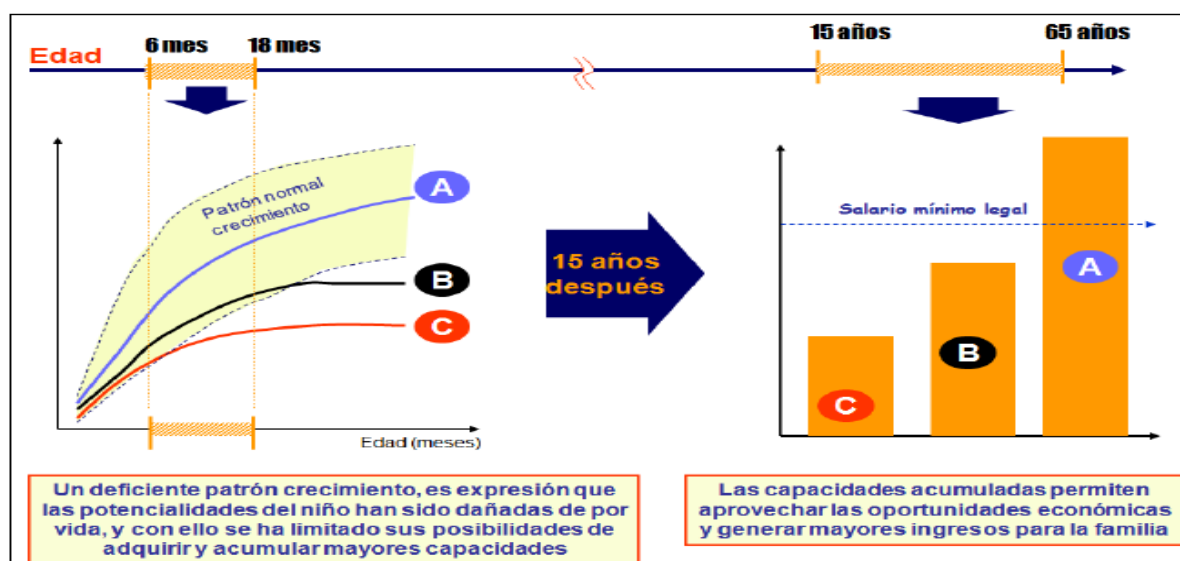 Edad
6 mes
18 mes
15 años
65 años
Patrón normal
crecimiento
A
B
C
Edad (meses)
15 años
después
Salario mínimo legal
A
B
C
Un deficiente patrón crecimiento, es expresión que
las potencialidades del niño han sido dañadas de por
vida, y con ello se ha limitado sus posibilidades de
adquirir y acumular mayores capacidades
Las capacidades acumuladas permiten
aprovechar las oportunidades económicas
y generar mayores ingresos para la familia